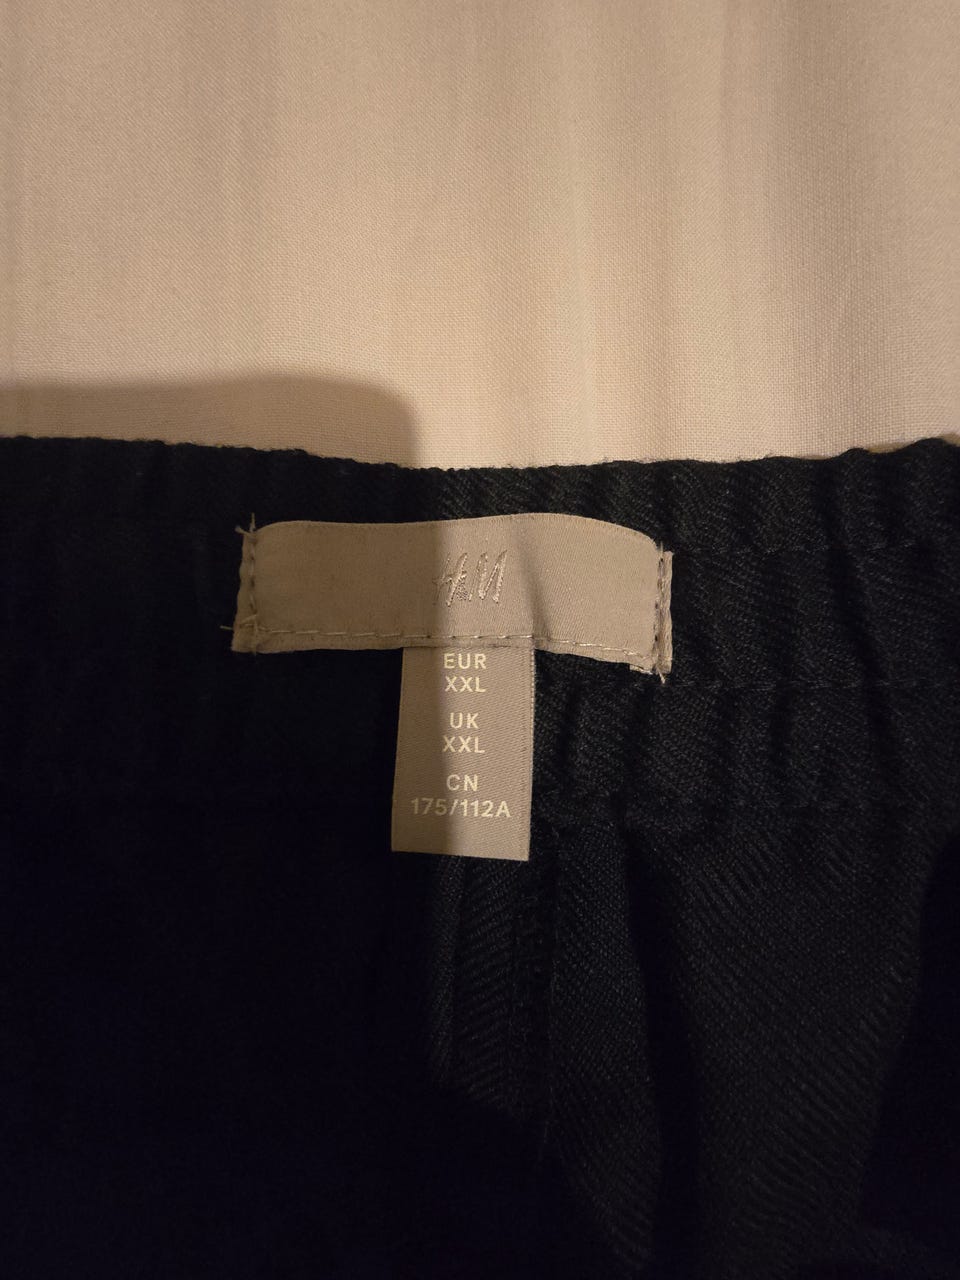 H&M
EUR
XXL
UK
XXL
CN
175/112A